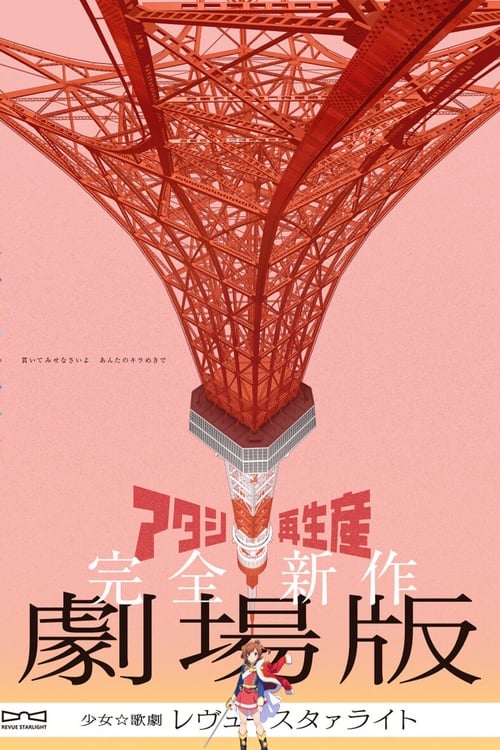 貫いてみせなさいよ あんたのキラめきで
アタシ再生産
完全新作
劇場版
REVUE STARLIGHT
少女☆歌劇 レヴュースタァライト